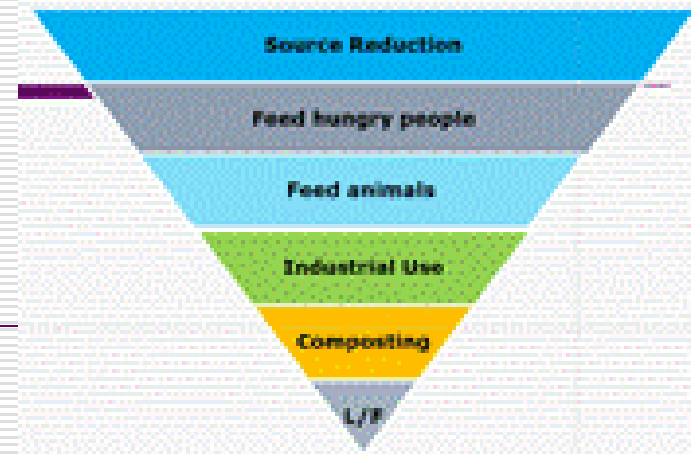 Source Reduction
Feed hungry people
Feed animals
Industrial Use
Composting
L/F